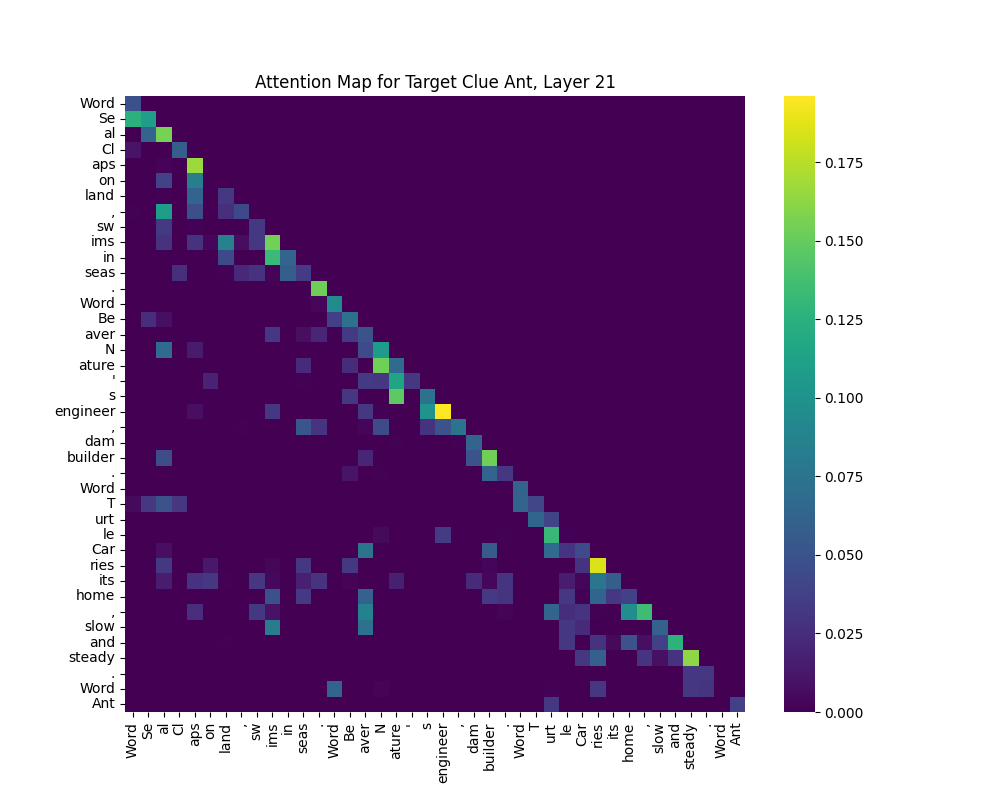 Attention Map for Target Clue Ant, Layer 21
Word
Se
al
Cl
aps
on
land
,
sw
ims
in
seas
.
Word
Be
aver
N
ature
'
s
engineer
,
dam
builder
.
Word
T
urt
le
Car
ries
its
home
,
slow
and
steady
.
Word
Ant
0.175
0.150
0.125
0.100
0.075
0.050
0.025
0.000
Word
Se
al
Cl
aps
on
land
,
sw
ims
in
seas
.
Word
Be
aver
N
ature
'
s
engineer
,
dam
builder
.
Word
T
urt
le
Car
ries
its
home
,
slow
and
steady
.
Word
Ant